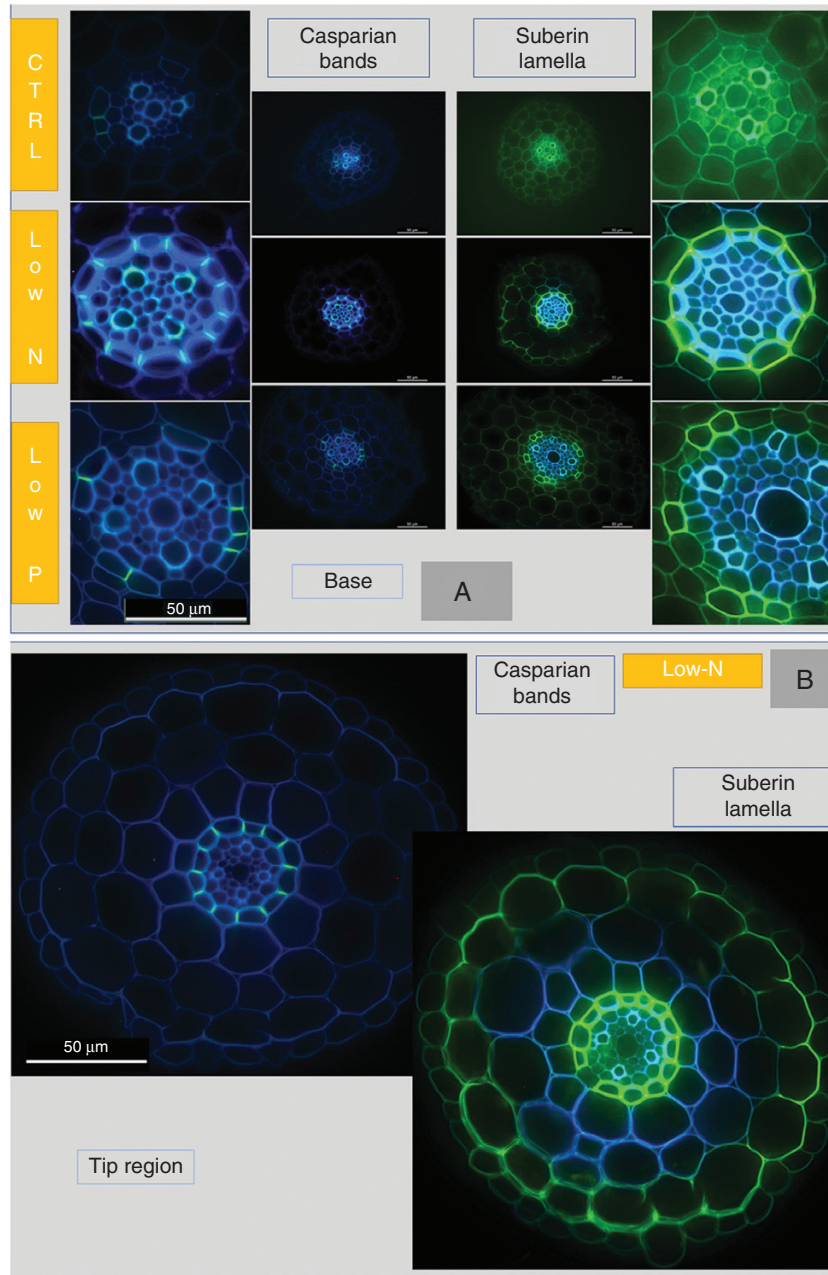 C
T
R
L
Casparian
bands
Suberin
lamella
L
o
w
N
L
o
w
P
50 μm
Base
A
Casparian
bands
Low-N
B
Suberin
lamella
50 μm
Tip region